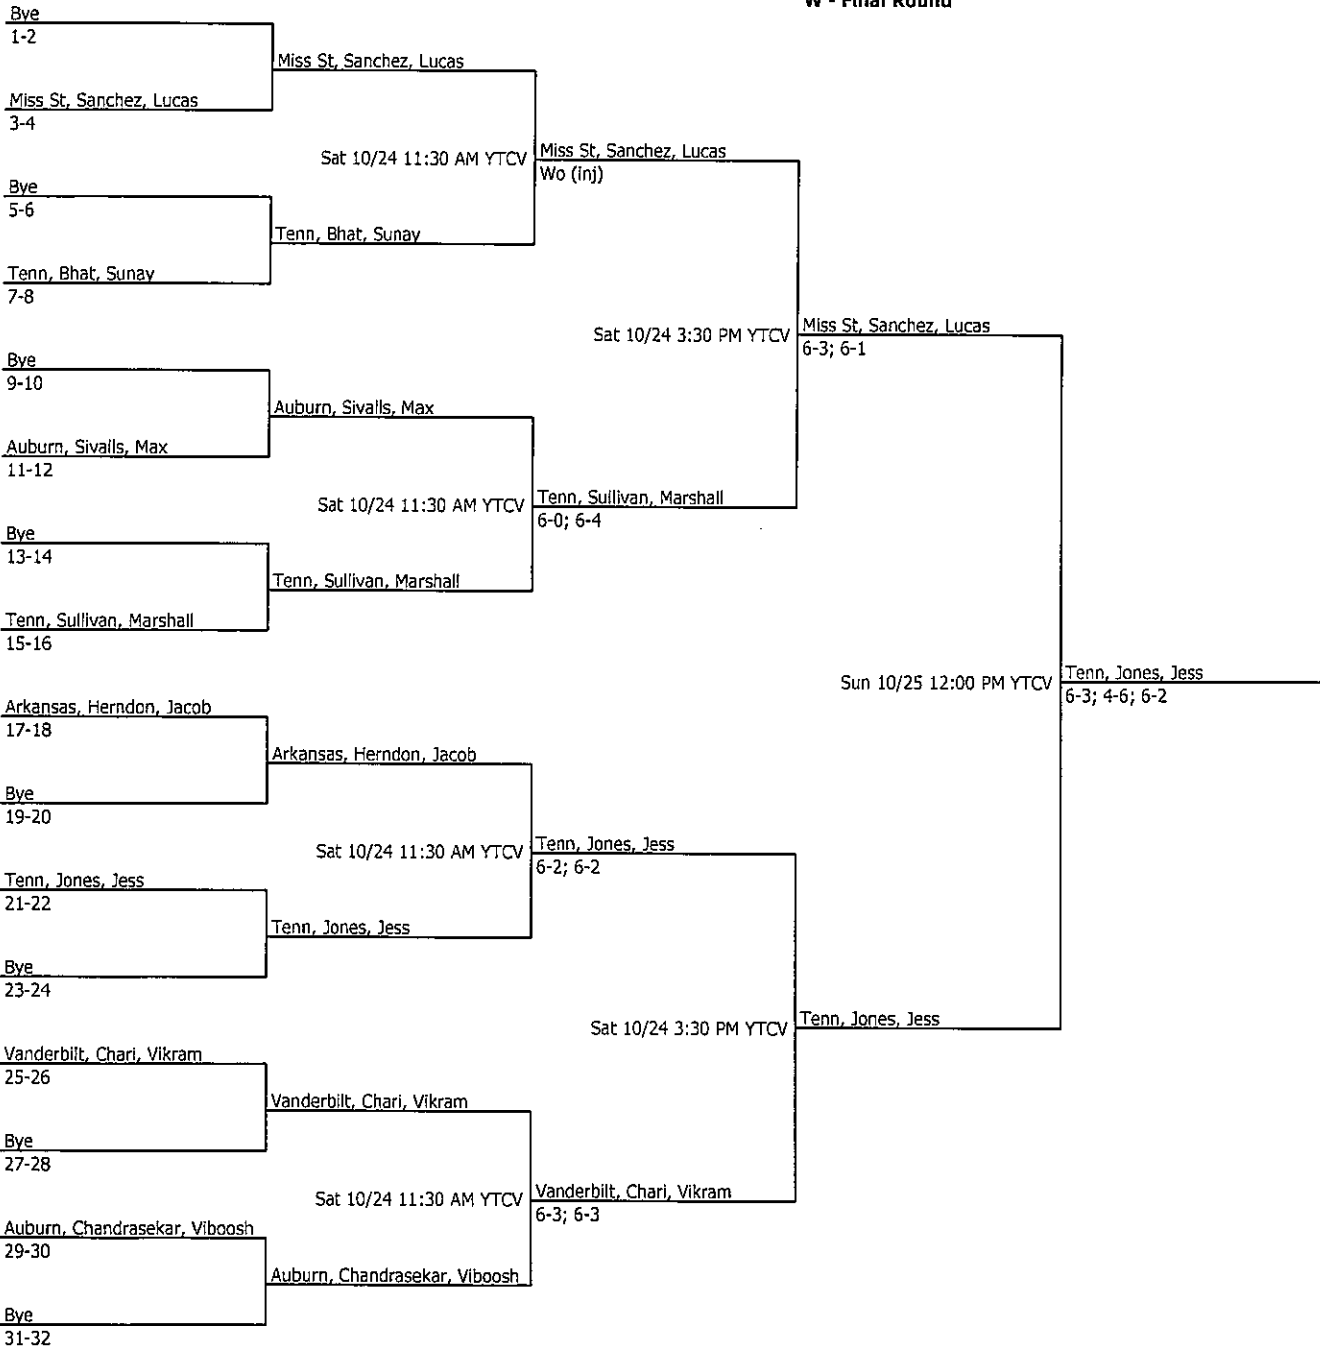 W - Final Round
Bye
1-2
Miss St, Sanchez, Lucas
Miss St, Sanchez, Lucas
3-4
Sat 10/24 11:30 AM YTCV
Miss St, Sanchez, Lucas
Wo (inj)
Bye
5-6
Tenn, Bhat, Sunay
Tenn, Bhat, Sunay
7-8
Sat 10/24 3:30 PM YTCV
Miss St, Sanchez, Lucas
6-3; 6-1
Bye
9-10
Auburn, Sivalls, Max
Auburn, Sivalls, Max
11-12
Sat 10/24 11:30 AM YTCV
Tenn, Sullivan, Marshall
6-0; 6-4
Bye
13-14
Tenn, Sullivan, Marshall
Tenn, Sullivan, Marshall
15-16
Sun 10/25 12:00 PM YTCV
Tenn, Jones, Jess
6-3; 4-6; 6-2
Arkansas, Herndon, Jacob
17-18
Arkansas, Herndon, Jacob
Bye
19-20
Sat 10/24 11:30 AM YTCV
Tenn, Jones, Jess
6-2; 6-2
Tenn, Jones, Jess
21-22
Tenn, Jones, Jess
Bye
23-24
Sat 10/24 3:30 PM YTCV
Tenn, Jones, Jess
Vanderbilt, Chari, Vikram
25-26
Vanderbilt, Chari, Vikram
Bye
27-28
Sat 10/24 11:30 AM YTCV
Vanderbilt, Chari, Vikram
6-3; 6-3
Auburn, Chandrasekar, Viboosh
29-30
Auburn, Chandrasekar, Viboosh
Bye
31-32